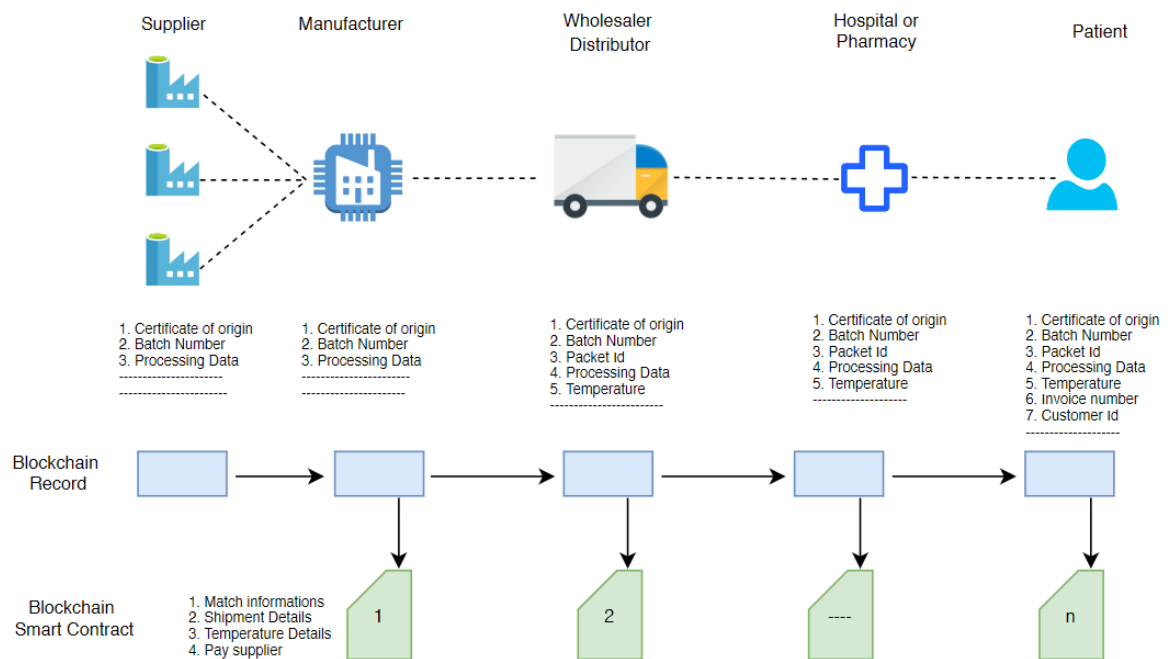 Supplier
Manufacturer
Wholesaler
Distributor
Hospital or
Pharmacy
Patient
1. Certificate of origin
2. Batch Number
3. Processing Data
----------------------
-----------------------
1. Certificate of origin
2. Batch Number
3. Processing Data
-----------------------
-----------------------
1. Certificate of origin
2. Batch Number
3. Packet Id
4. Processing Data
5. Temperature
------------------------
1. Certificate of origin
2. Batch Number
3. Packet Id
4. Processing Data
5. Temperature
--------------------
1. Certificate of origin
2. Batch Number
3. Packet Id
4. Processing Data
5. Temperature
6. Invoice number
7. Customer Id
--------------------
Blockchain
Record
Blockchain
Smart Contract
1. Match informations
2. Shipment Details
3. Temperature Details
4. Pay supplier
1
2
----
n